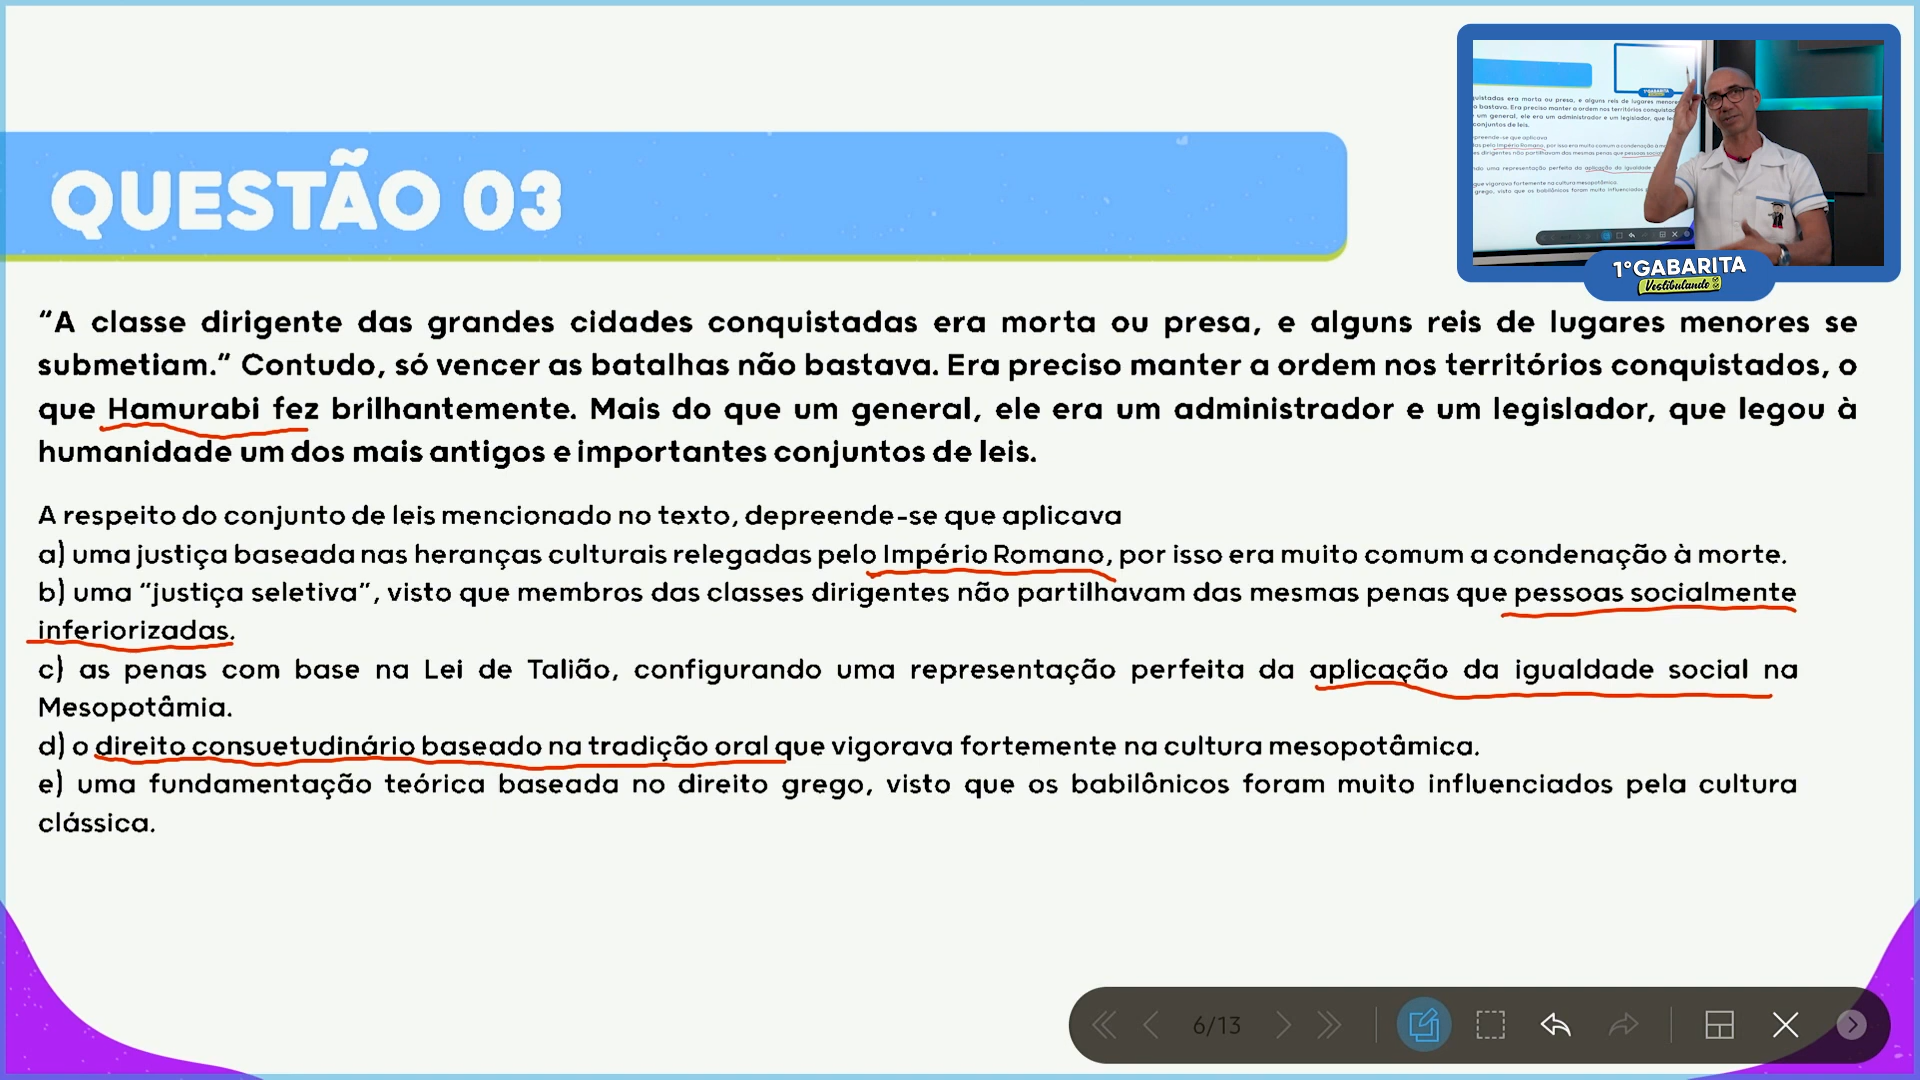 QUESTÃO 03
1ºGABARITA
Vestibulando
“A classe dirigente das grandes cidades conquistadas era morta ou presa, e alguns reis de lugares menores se
submetiam.” Contudo, só vencer as batalhas não bastava. Era preciso manter a ordem nos territórios conquistados, o
que Hamurabi fez brilhantemente. Mais do que um general, ele era um administrador e um legislador, que legou à
humanidade um dos mais antigos e importantes conjuntos de leis.
A respeito do conjunto de leis mencionado no texto, depreende-se que aplicava
a) uma justiça baseada nas heranças culturais relegadas pelo Império Romano, por isso era muito comum a condenação à morte.
b) uma “justiça seletiva”, visto que membros das classes dirigentes não partilhavam das mesmas penas que pessoas socialmente
inferiorizadas.
c) as penas com base na Lei de Talião, configurando uma representação perfeita da aplicação da igualdade social na
Mesopotâmia.
d) o direito consuetudinário baseado na tradição oral que vigorava fortemente na cultura mesopotâmica.
e) uma fundamentação teórica baseada no direito grego, visto que os babilônicos foram muito influenciados pela cultura
clássica.
6/13